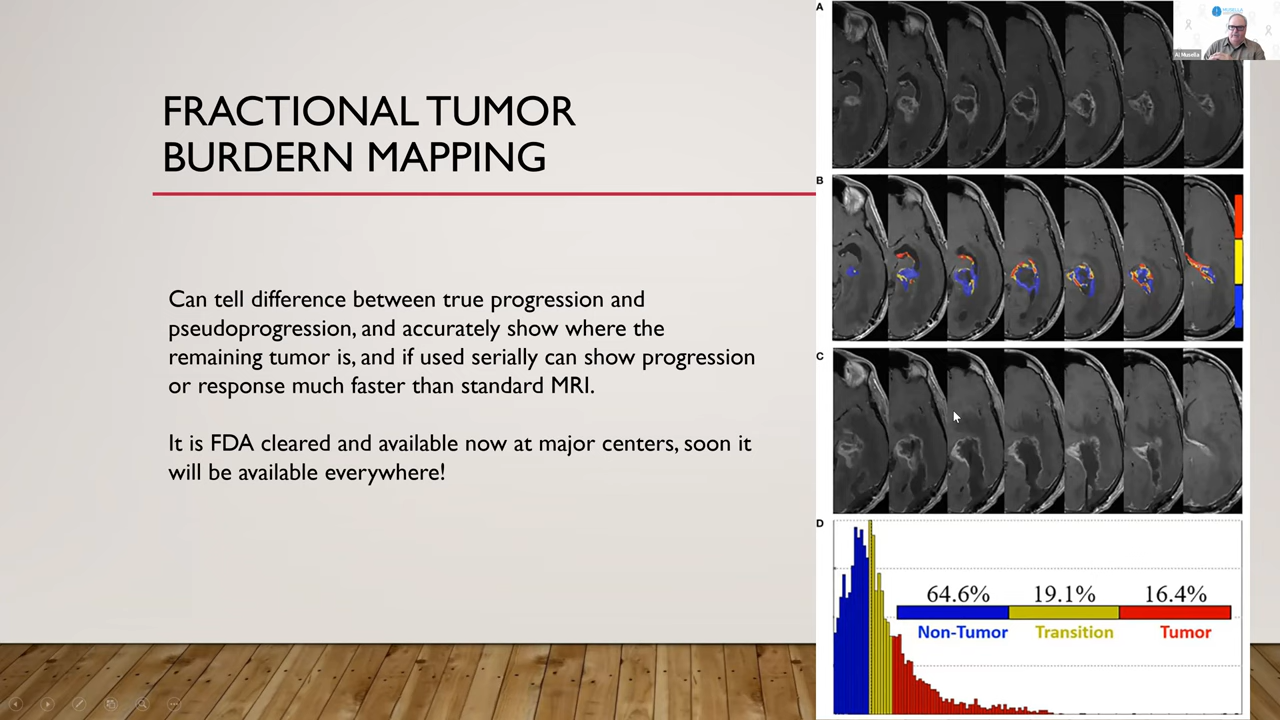 FRACTIONAL TUMOR
BURDERN MAPPING
Can tell difference between true progression and
pseudoprogression, and accurately show where the
remaining tumor is, and if used serially can show progression
or response much faster than standard MRI.
It is FDA cleared and available now at major centers, soon it
will be available everywhere!
A
MUSELLA
Al Musella
B
C
D
64.6% 19.1% 16.4%
Non-Tumor Transition Tumor